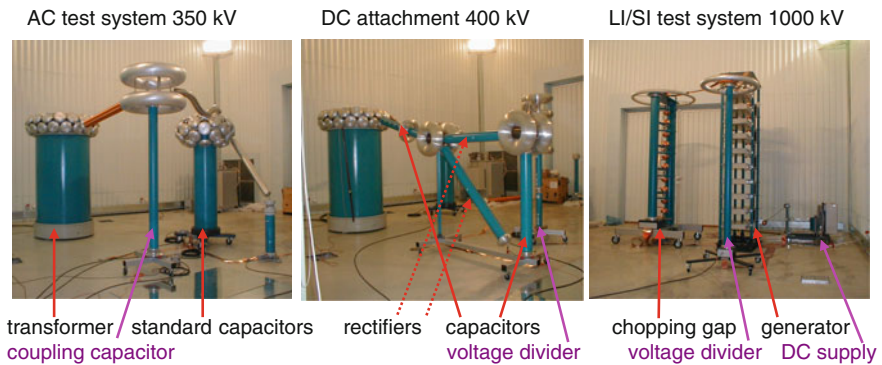 AC test system 350 kV
DC attachment 400 kV
LI/SI test system 1000 kV
transformer standard capacitors
coupling capacitor
rectifiers capacitors
voltage divider
chopping gap generator
voltage divider DC supply